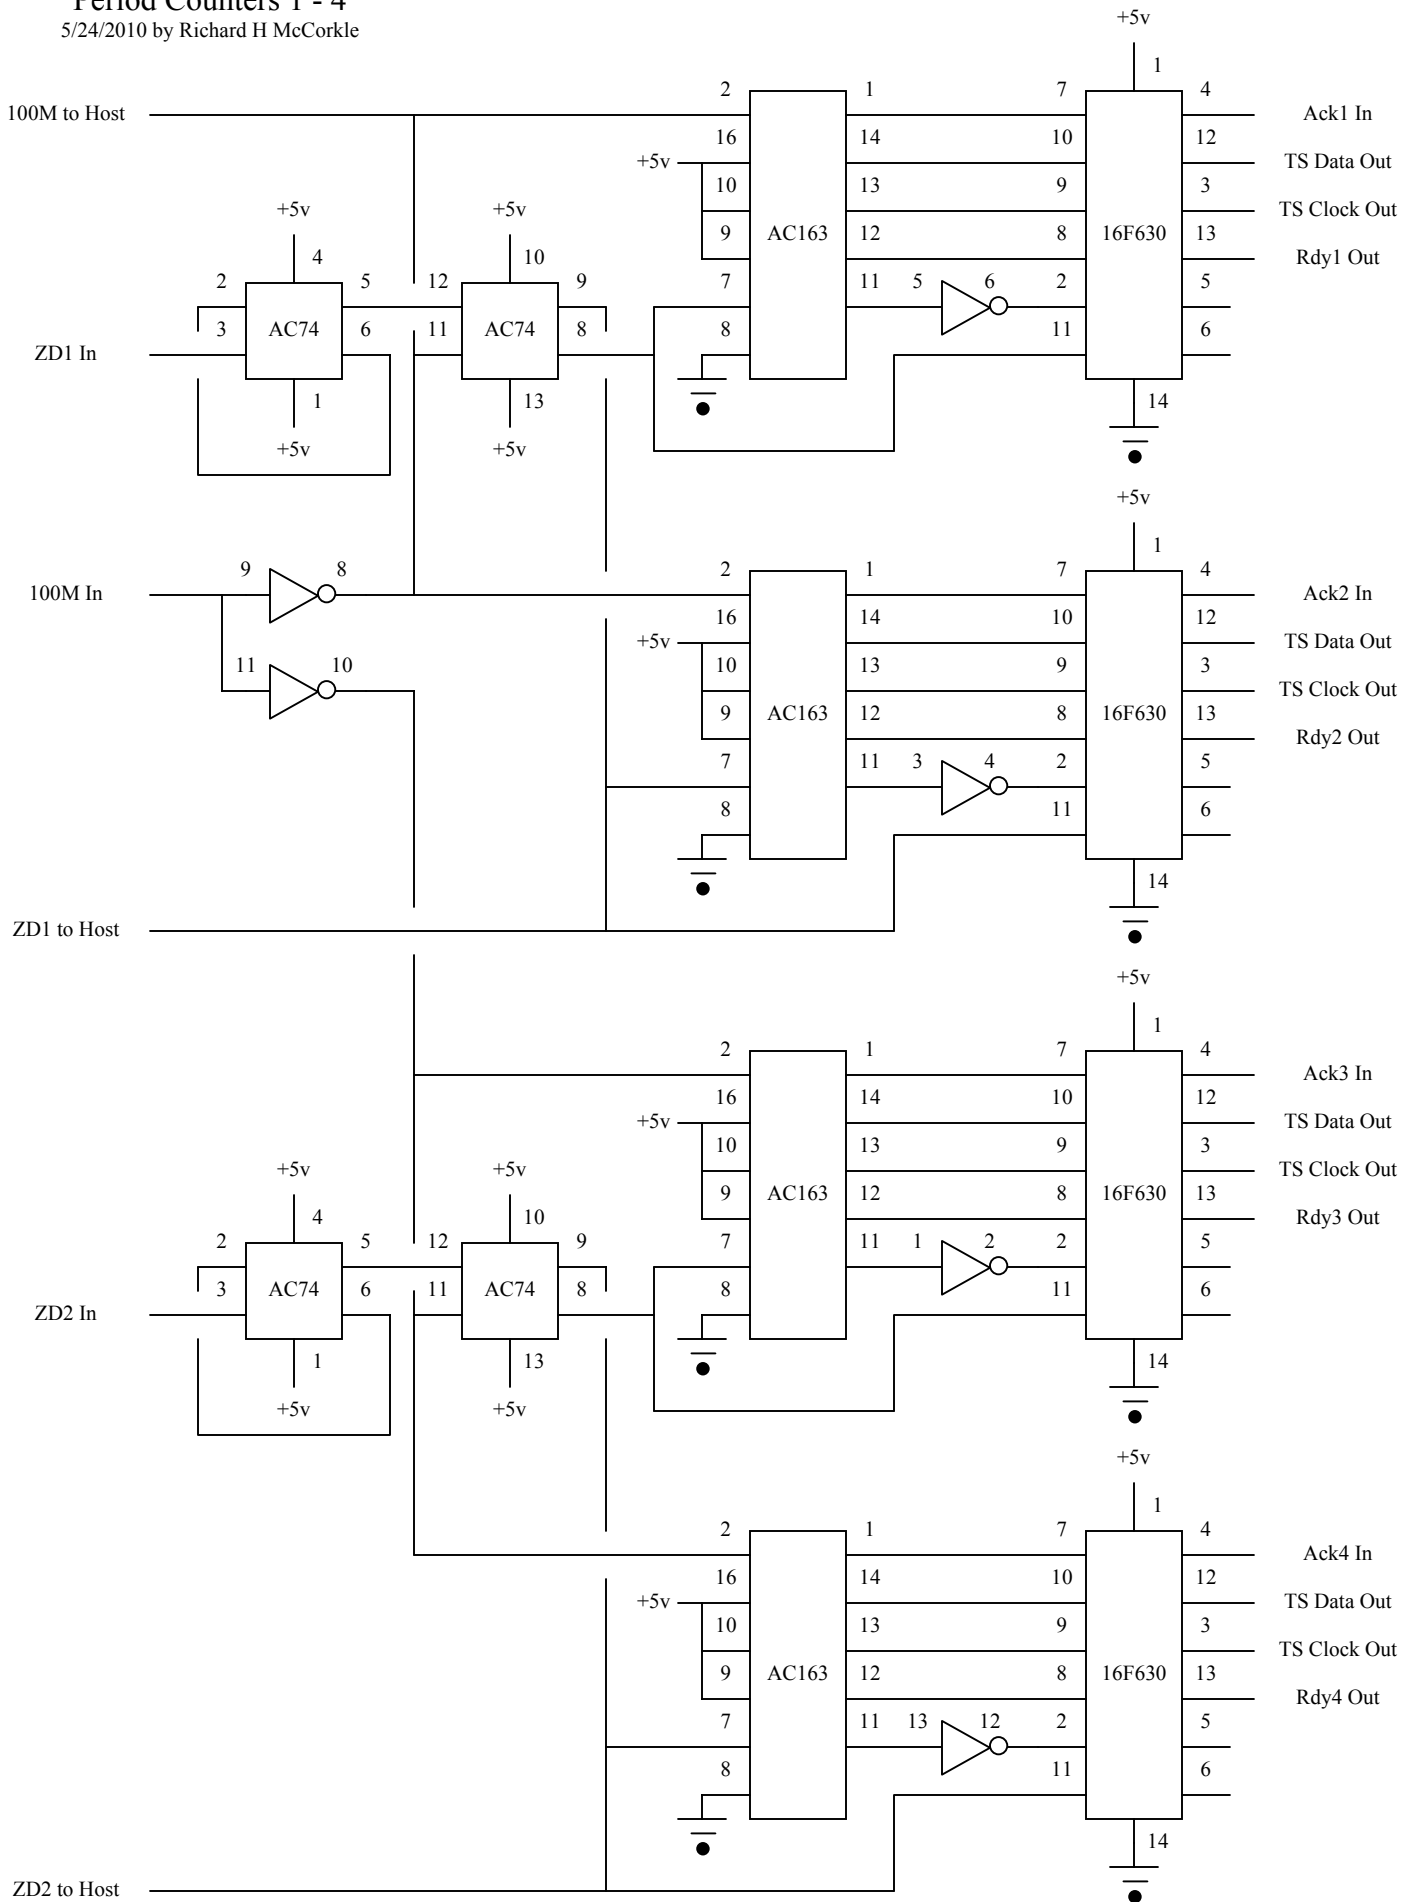 Period Counters 1 - 4
5/24/2010 by Richard H McCorkle
+5v
1
2 1 7 4
100M to Host Ack1 In
16 14 10 12
+5v TS Data Out
10 13 9 3
+5v +5v TS Clock Out
9 AC163 12 8 16F630 13
4 10 Rdy1 Out
2 5 12 9 7 11 5 6 2 5
3 AC74 6 11 AC74 8 8 11 6
ZD1 In
1 13 14
+5v +5v
+5v
1
9 8 2 1 7 4
100M In Ack2 In
16 14 10 12
+5v TS Data Out
11 10 10 13 9 3
TS Clock Out
9 AC163 12 8 16F630 13
Rdy2 Out
7 11 3 4 2 5
8 11 6
14
ZD1 to Host
+5v
1
2 1 7 4
Ack3 In
16 14 10 12
+5v TS Data Out
10 13 9 3
+5v +5v TS Clock Out
9 AC163 12 8 16F630 13
4 10 Rdy3 Out
2 5 12 9 7 11 1 2 2 5
3 AC74 6 11 AC74 8 8 11 6
ZD2 In
1 13 14
+5v +5v
+5v
1
2 1 7 4
Ack4 In
16 14 10 12
+5v TS Data Out
10 13 9 3
TS Clock Out
9 AC163 12 8 16F630 13
Rdy4 Out
7 11 13 12 2 5
8 11 6
14
ZD2 to Host